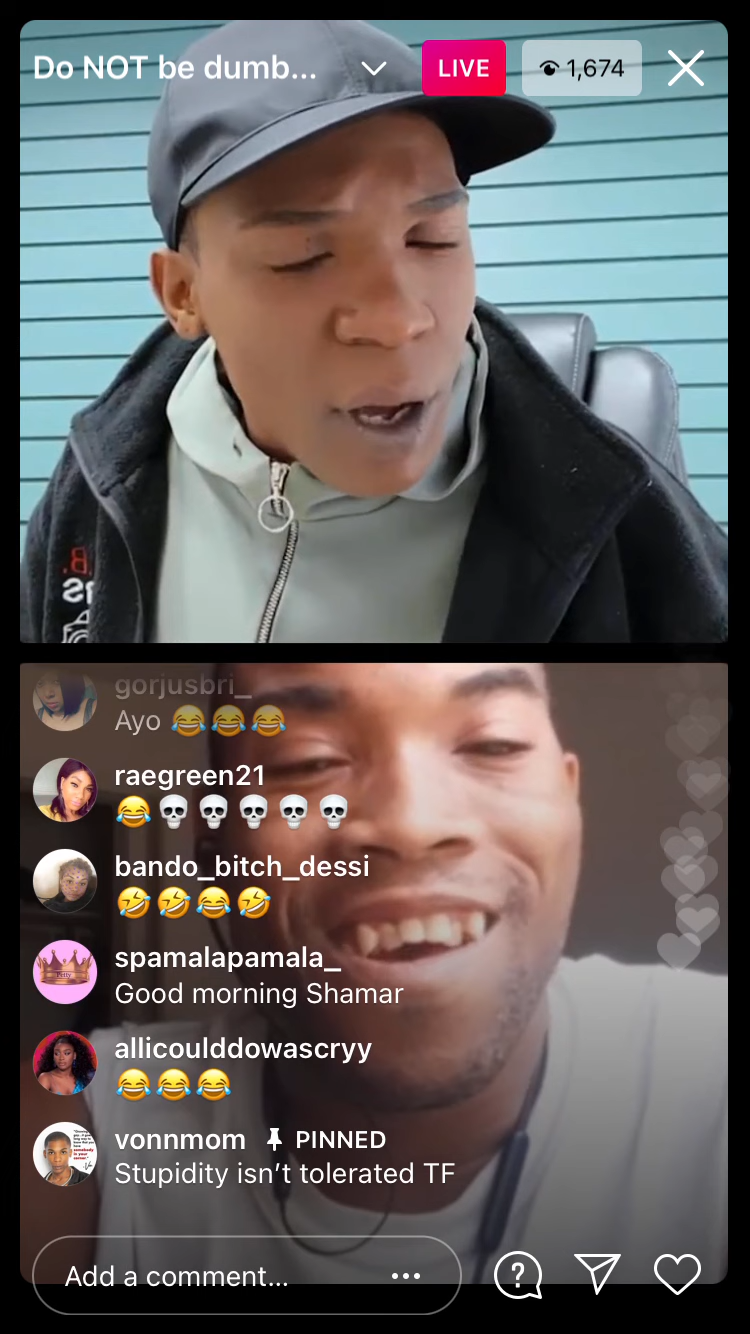 Do NOT be dumb...
LIVE
1,674
gorjusbri_
Ayo 😂😂😂
raegreen21
😂💀💀💀💀💀
bando_bitch_dessi
🤣🤣😂🤣
spamalapamala_
Good morning Shamar
allicoulddowascryy
😂😂😂
vonnmom PINNED
Stupidity isn’t tolerated TF
Add a comment...